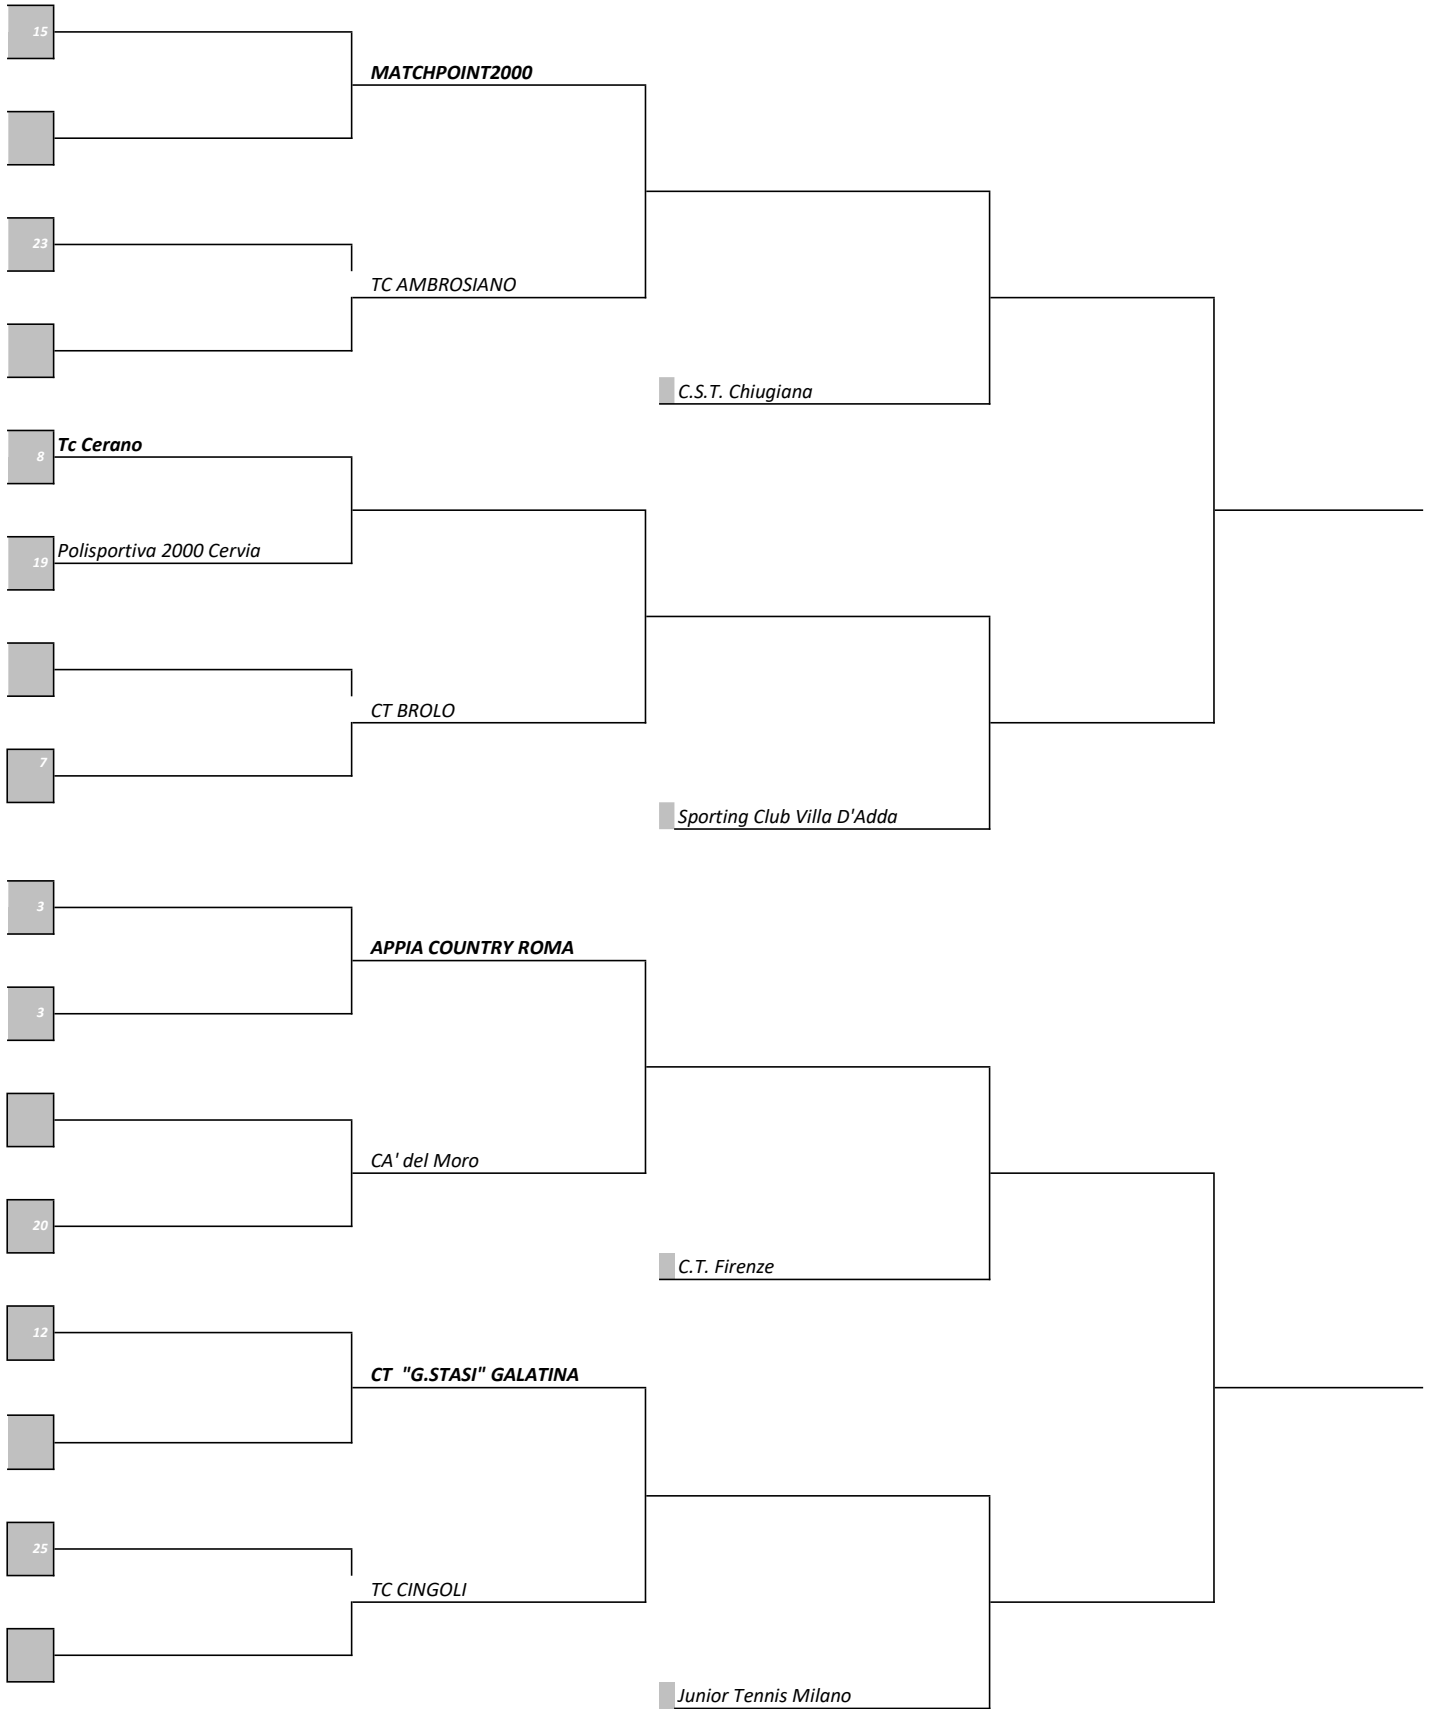 15
MATCHPOINT2000
23
TC AMBROSIANO
C.S.T. Chiugiana
8 Tc Cerano
19 Polisportiva 2000 Cervia
CT BROLO
7
Sporting Club Villa D'Adda
3
APPIA COUNTRY ROMA
3
CA' del Moro
20
C.T. Firenze
12
CT "G.STASI" GALATINA
25
TC CINGOLI
Junior Tennis Milano